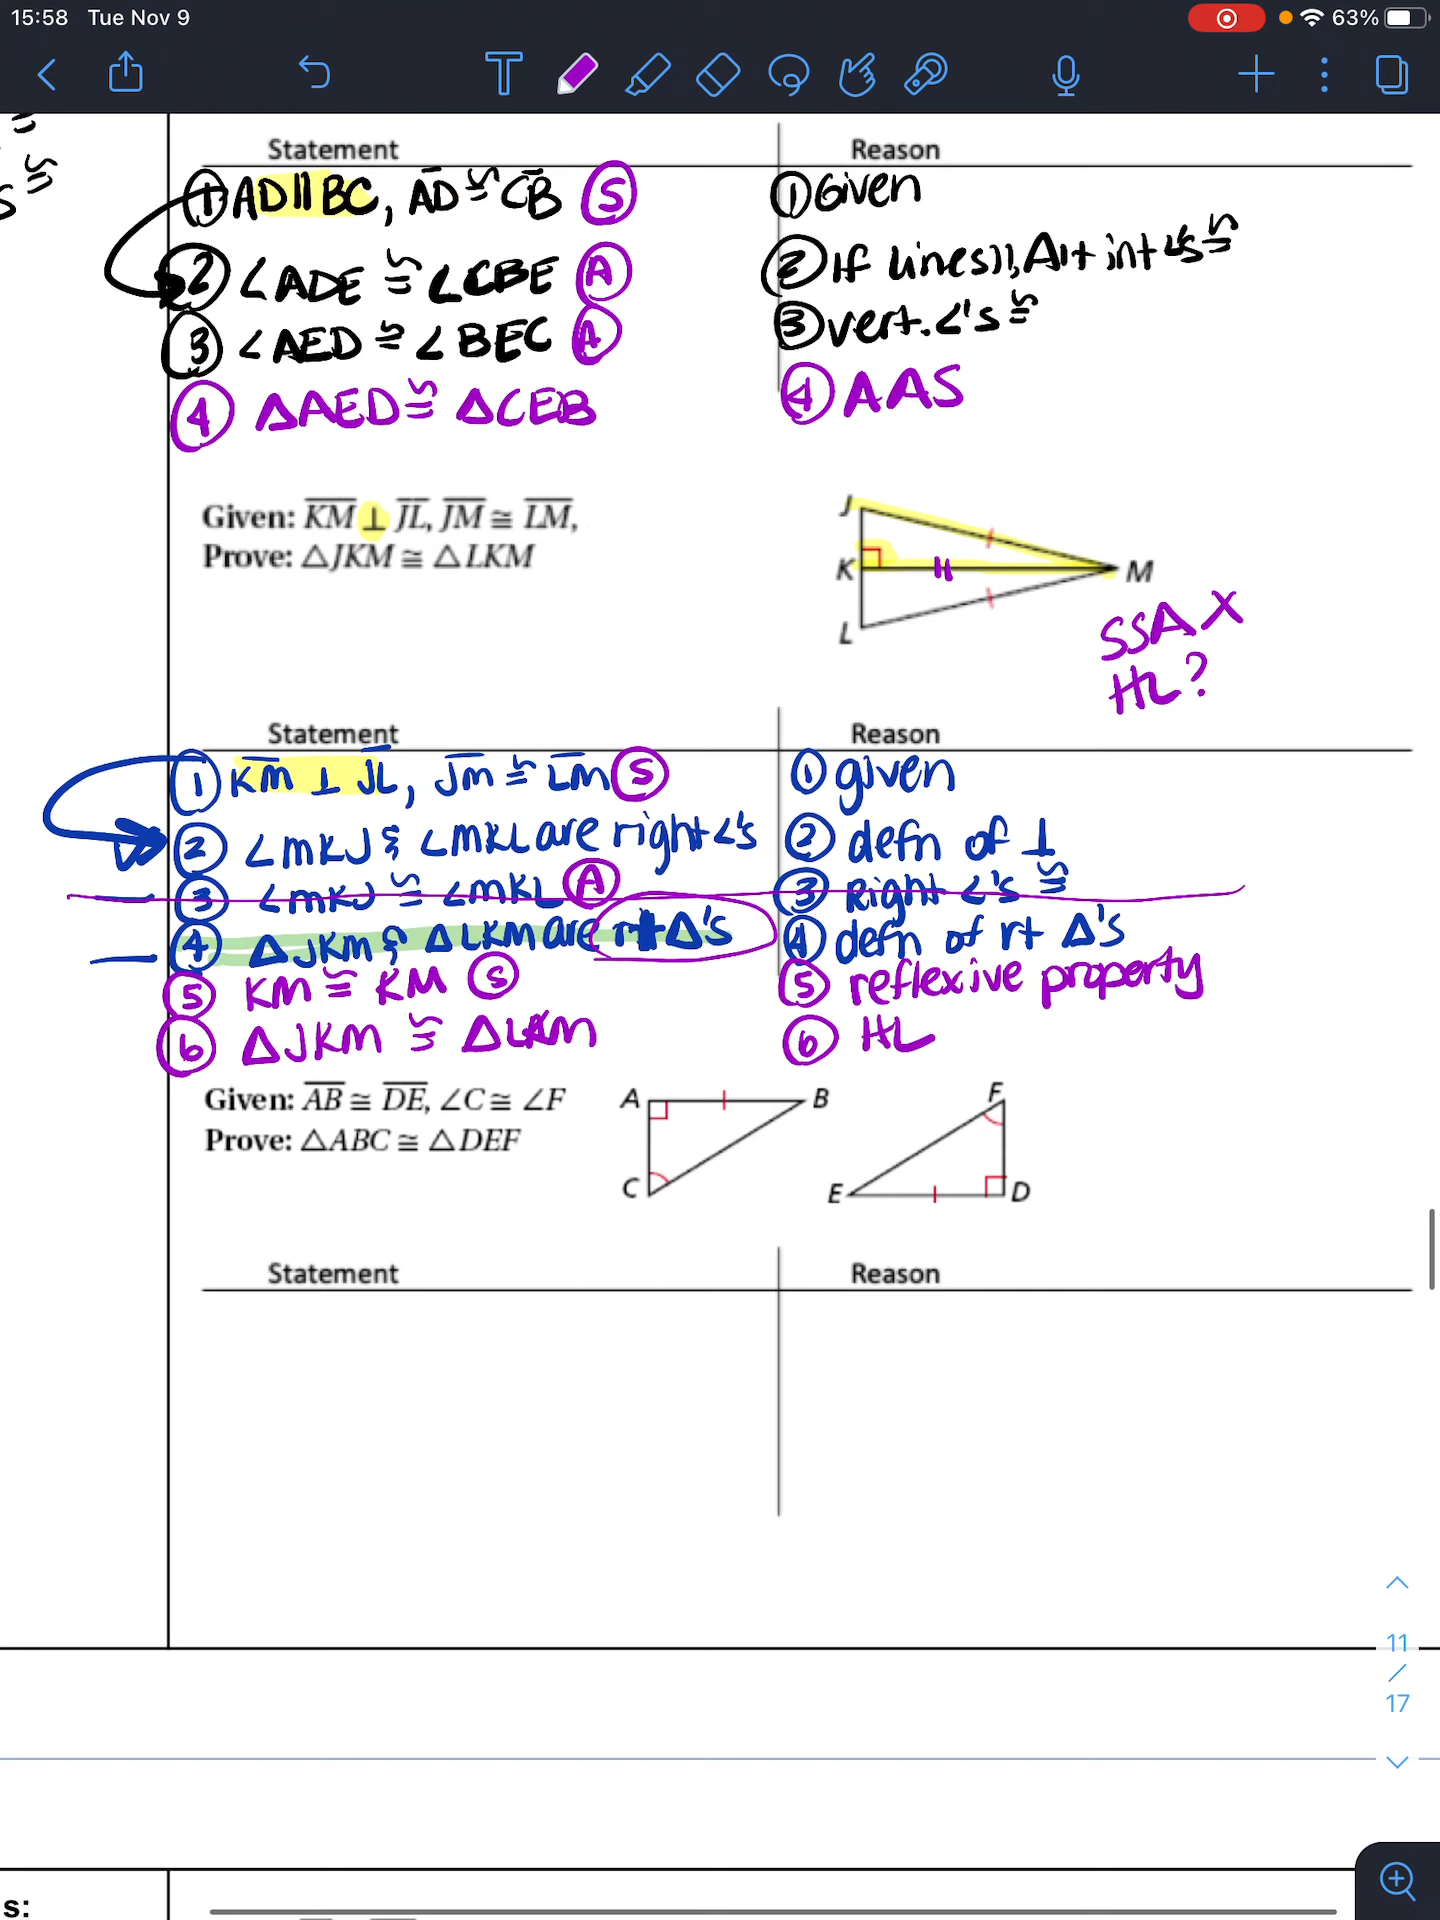 15:58 Tue Nov 9 63%
Statement Reason
① AD || BC, AD ≅ CB Ⓢ ① Given
② ∠ADE ≅ ∠CBE Ⓐ ② If lines ||, Alt int ∠s ≅
③ ∠AED ≅ ∠BEC Ⓐ ③ vert. ∠'s ≅
④ △AED ≅ △CEB ④ AAS
Given: KM ⊥ JL, JM ≅ LM,
Prove: △JKM ≅ △LKM
J
K
M
L
SSA X
HL?
Statement Reason
① KM ⊥ JL, JM ≅ LM Ⓢ ① given
② ∠MKJ & ∠MKL are right ∠'s ② defn of ⊥
③ ∠MKJ ≅ ∠MKL Ⓐ ③ Right ∠'s ≅
④ △JKM & △LKM are rt △'s ④ defn of rt △'s
⑤ KM ≅ KM Ⓢ ⑤ reflexive property
⑥ △JKM ≅ △LKM ⑥ HL
Given: AB ≅ DE, ∠C ≅ ∠F
Prove: △ABC ≅ △DEF
A B F
C E D
Statement Reason
11
/
17
s: